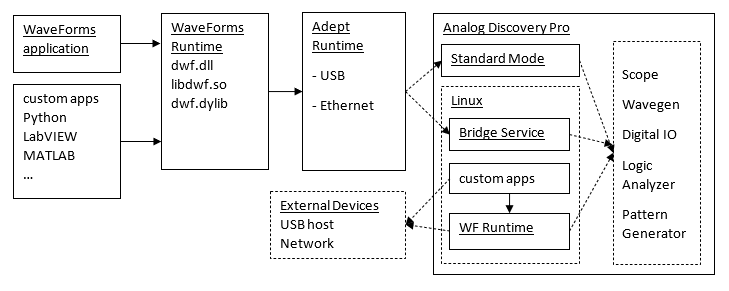 WaveForms
application
custom apps
Python
LabVIEW
MATLAB
...
WaveForms
Runtime
dwf.dll
libdwf.so
dwf.dylib
Adept
Runtime
- USB
- Ethernet
External Devices
USB host
Network
Analog Discovery Pro
Standard Mode
Linux
Bridge Service
custom apps
WF Runtime
Scope
Wavegen
Digital IO
Logic
Analyzer
Pattern
Generator